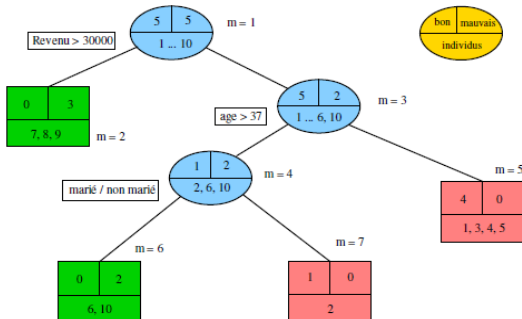 5 5
m = 1
bon mauvais
individus
Revenu > 30000
1 ... 10
0 3
7, 8, 9
m = 2
5 2
m = 3
1 ... 6, 10
age > 37
1 2
m = 4
2, 6, 10
marié / non marié
m = 5
4 0
1, 3, 4, 5
m = 6
m = 7
0 2
6, 10
1 0
2